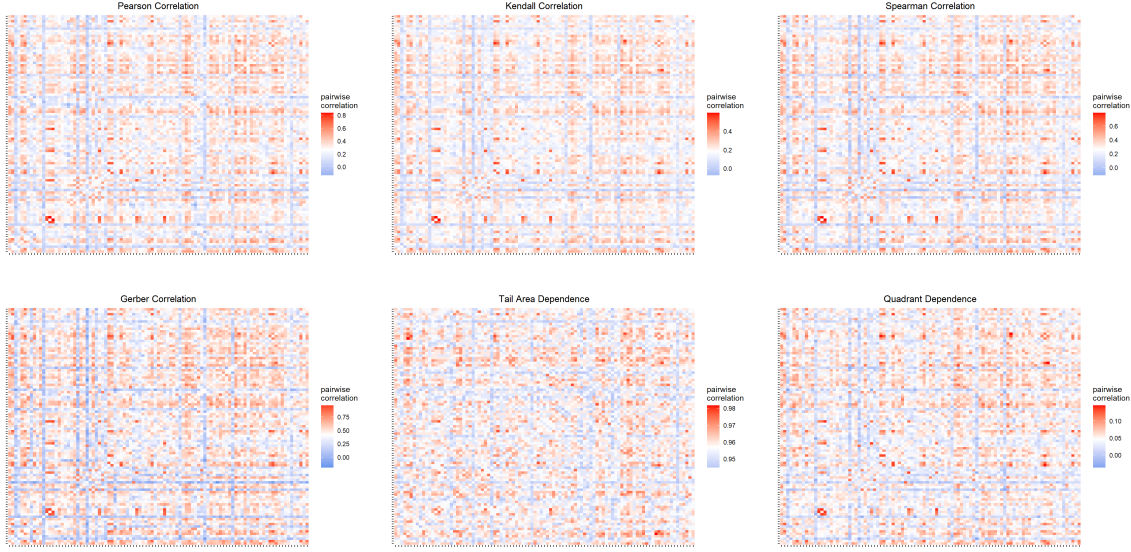 Pearson Correlation
pairwise
correlation
0.8
0.6
0.4
0.2
0.0
Kendall Correlation
pairwise
correlation
0.4
0.2
0.0
Spearman Correlation
pairwise
correlation
0.6
0.4
0.2
0.0
Gerber Correlation
pairwise
correlation
0.75
0.50
0.25
0.00
Tail Area Dependence
pairwise
correlation
0.98
0.97
0.96
0.95
Quadrant Dependence
pairwise
correlation
0.10
0.05
0.00